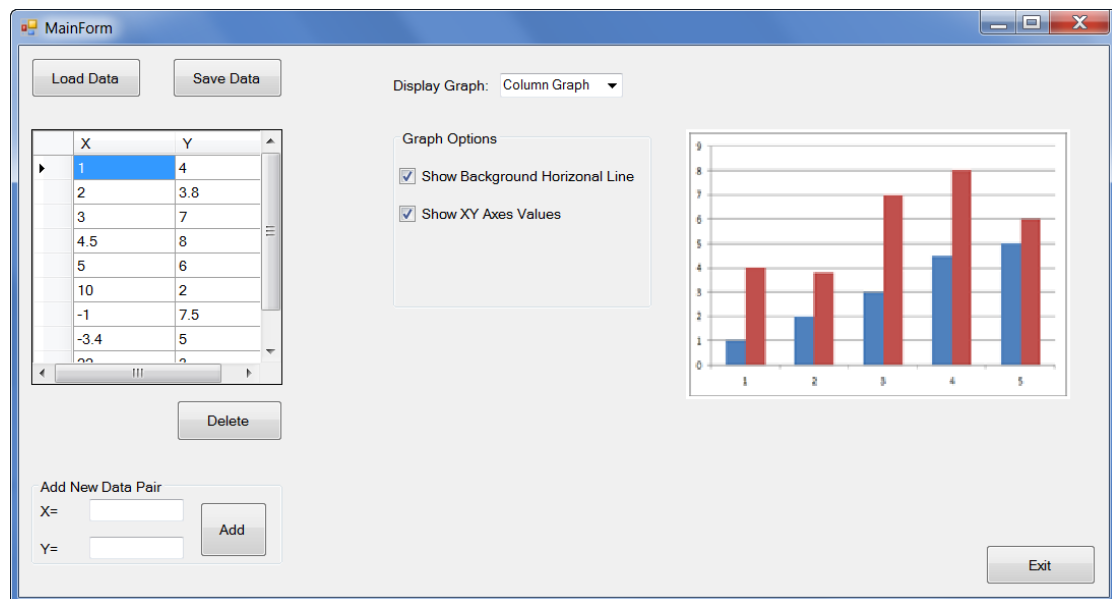 MainForm
Load Data
Save Data
Display Graph: Column Graph
X Y
1 4
2 3.8
3 7
4.5 8
5 6
10 2
-1 7.5
-3.4 5
Delete
Add New Data Pair
X=
Y=
Add
Graph Options
Show Background Horizonal Line
Show XY Axes Values
9
8
7
6
5
4
3
2
1
0
1 2 3 4 5
Exit